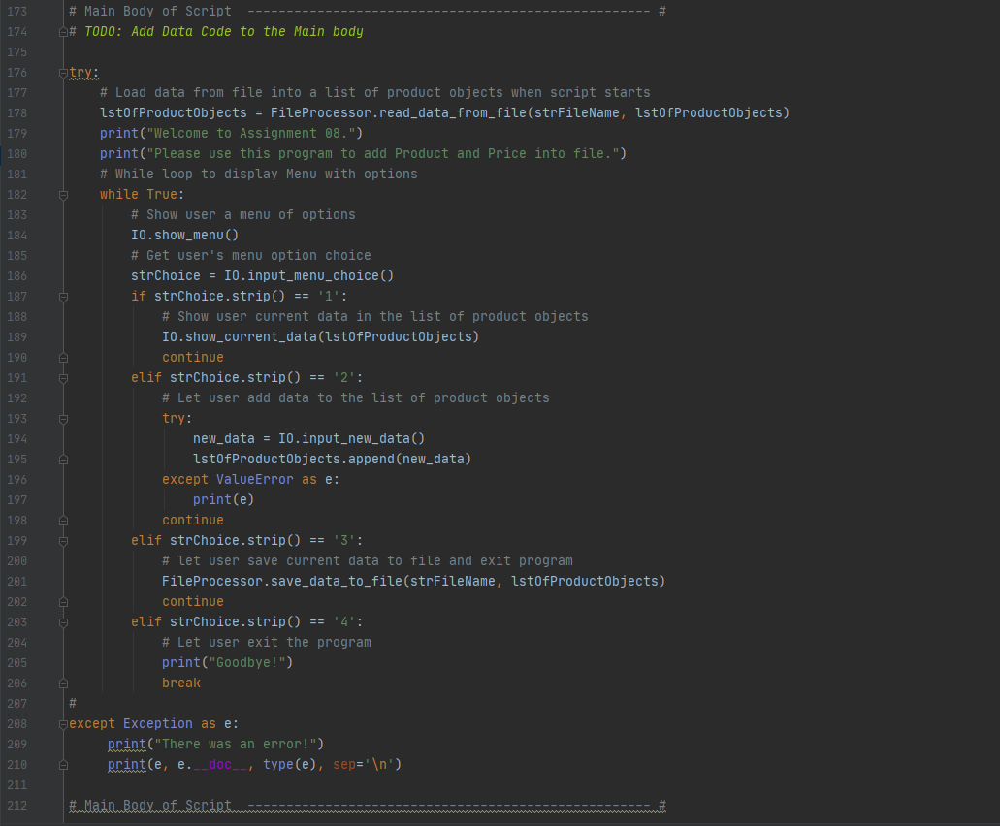 173 # Main Body of Script  ---------------------------------------------------- #
174 # TODO: Add Data Code to the Main body
175
176 try:
177     # Load data from file into a list of product objects when script starts
178     lstOfProductObjects = FileProcessor.read_data_from_file(strFileName, lstOfProductObjects)
179     print("Welcome to Assignment 08.")
180     print("Please use this program to add Product and Price into file.")
181     # While loop to display Menu with options
182     while True:
183         # Show user a menu of options
184         IO.show_menu()
185         # Get user's menu option choice
186         strChoice = IO.input_menu_choice()
187         if strChoice.strip() == '1':
188             # Show user current data in the list of product objects
189             IO.show_current_data(lstOfProductObjects)
190             continue
191         elif strChoice.strip() == '2':
192             # Let user add data to the list of product objects
193             try:
194                 new_data = IO.input_new_data()
195                 lstOfProductObjects.append(new_data)
196             except ValueError as e:
197                 print(e)
198             continue
199         elif strChoice.strip() == '3':
200             # let user save current data to file and exit program
201             FileProcessor.save_data_to_file(strFileName, lstOfProductObjects)
202             continue
203         elif strChoice.strip() == '4':
204             # Let user exit the program
205             print("Goodbye!")
206             break
207 #
208 except Exception as e:
209      print("There was an error!")
210      print(e, e.__doc__, type(e), sep='\n')
211
212 # Main Body of Script  ---------------------------------------------------- #